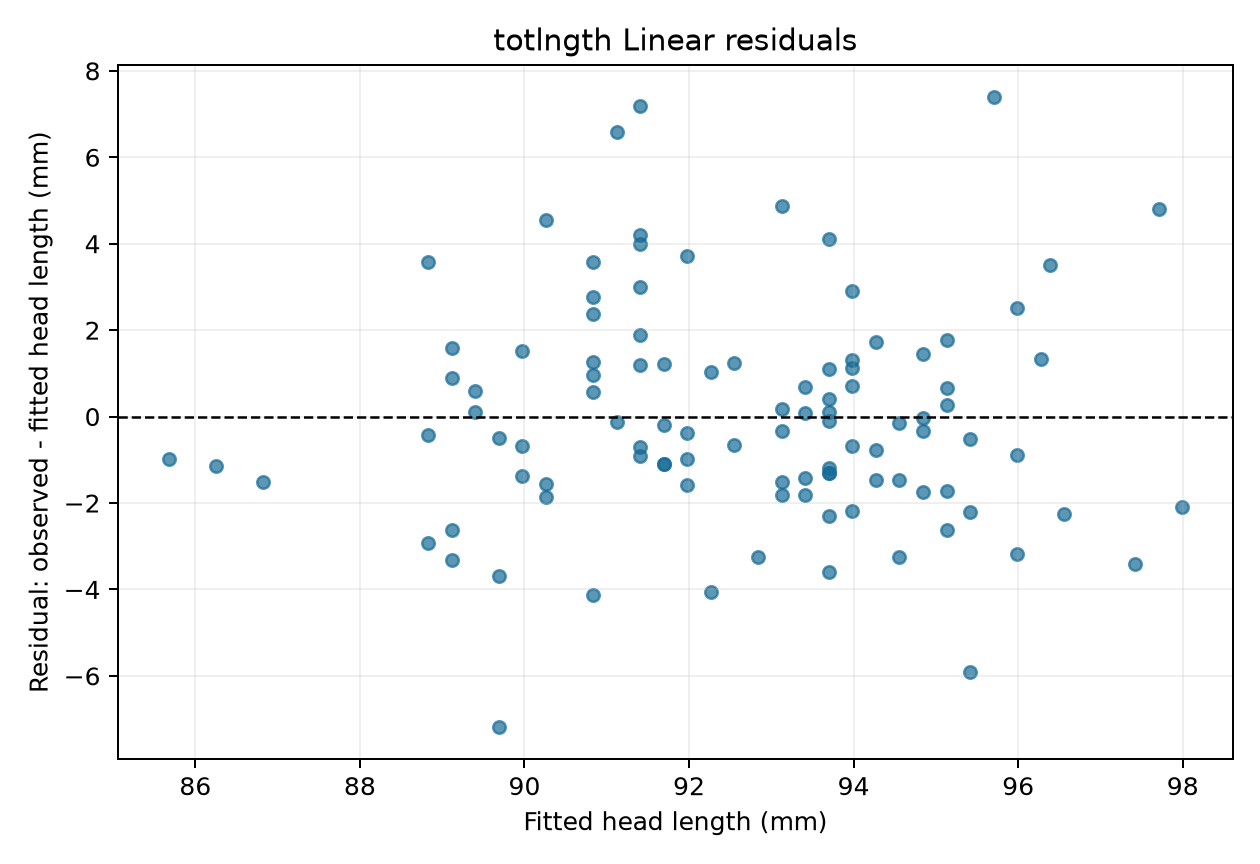 totlngth Linear residuals
Residual: observed - fitted head length (mm)
8
6
4
2
0
−2
−4
−6
86 88 90 92 94 96 98
Fitted head length (mm)